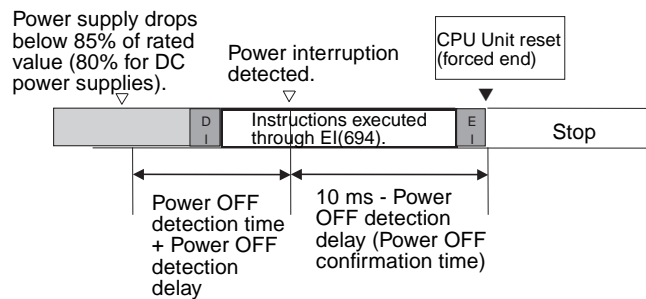 Power supply drops
below 85% of rated
value (80% for DC
power supplies).
Power interruption
detected.
CPU Unit reset
(forced end)
D
I
Instructions executed
through EI(694).
E
I
Stop
Power OFF
detection time
+ Power OFF
detection
delay
10 ms - Power
OFF detection
delay (Power OFF
confirmation time)